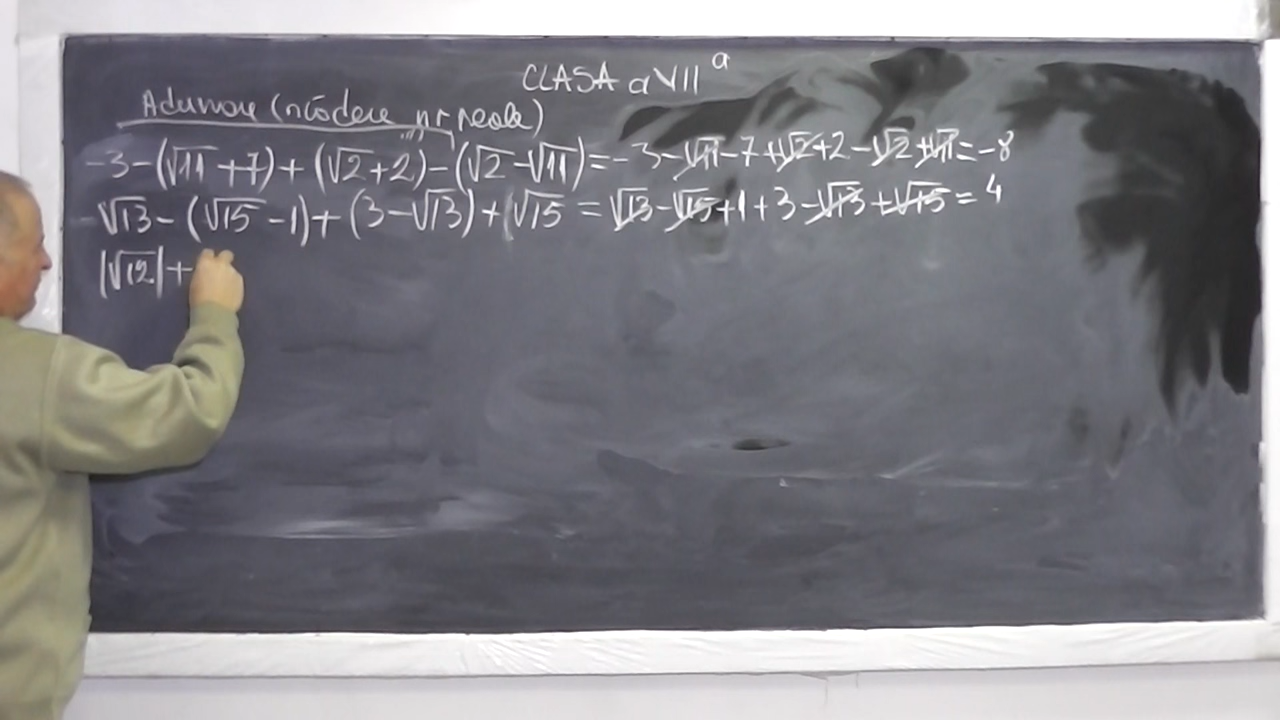 CLASA a VII a
Adunare (scădere nr reale)
-3-(√11+7)+(√2+2)-(√2-√11)=-3-√11-7+√2+2-√2+√11=-8
√13-(√15-1)+(3-√13)+√15=√13-√15+1+3-√13+√15=4
|√12|+